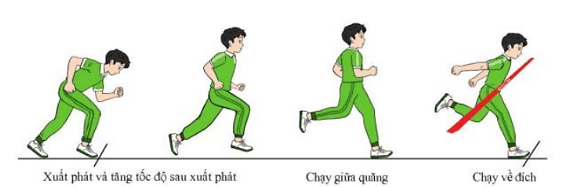 Xuất phát và tăng tốc độ sau xuất phát
Chạy giữa quãng
Chạy về đích